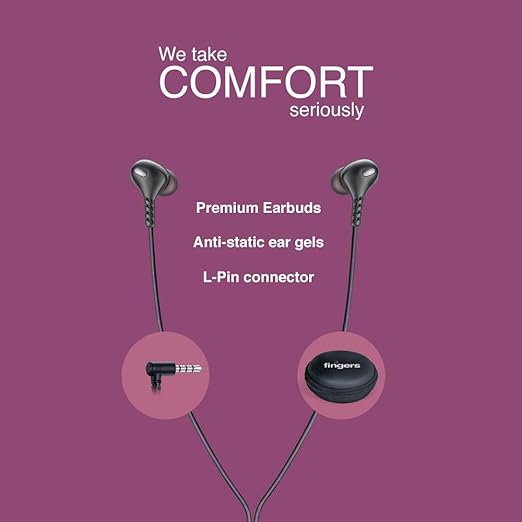 We take
COMFORT
seriously
Premium Earbuds
Anti-static ear gels
L-Pin connector
fingers